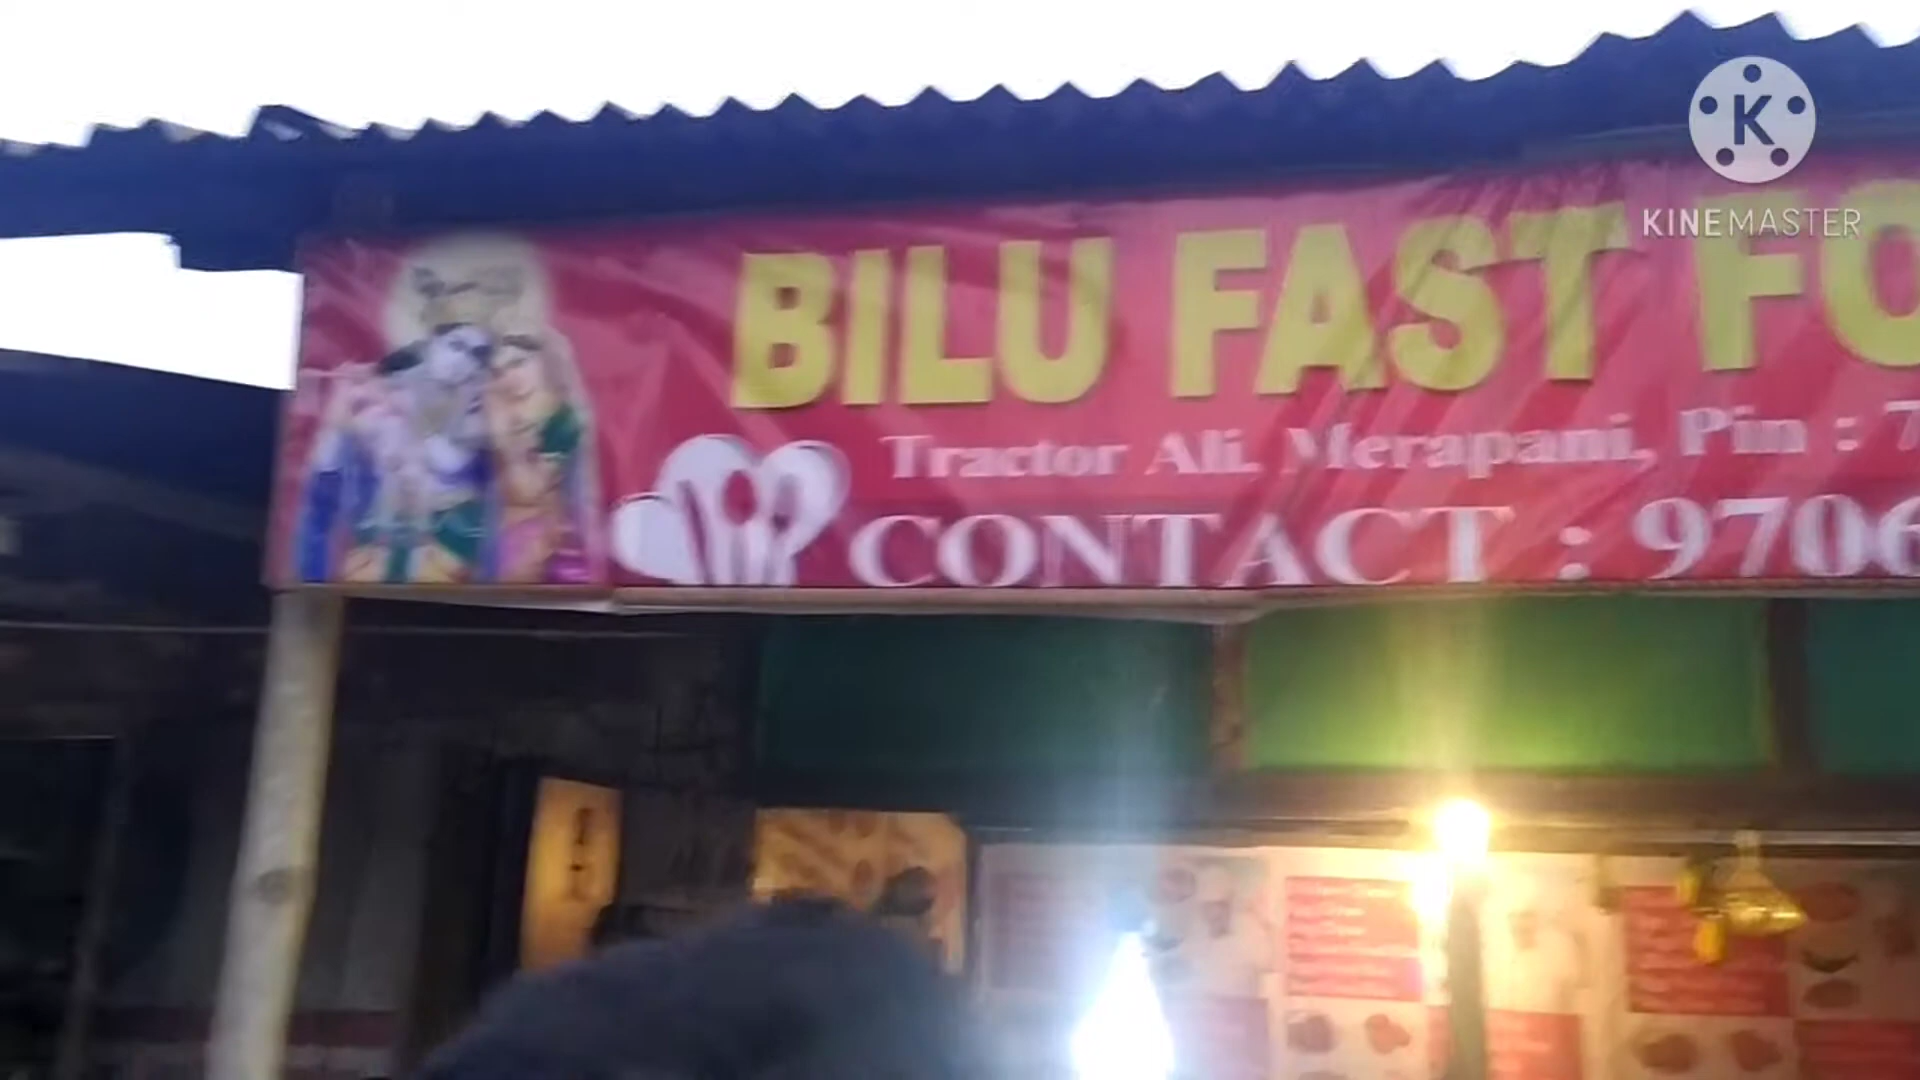 K
KINEMASTER
BILU FAST FO
Tractor Ali, Merapani, Pin : 7
CONTACT : 9706